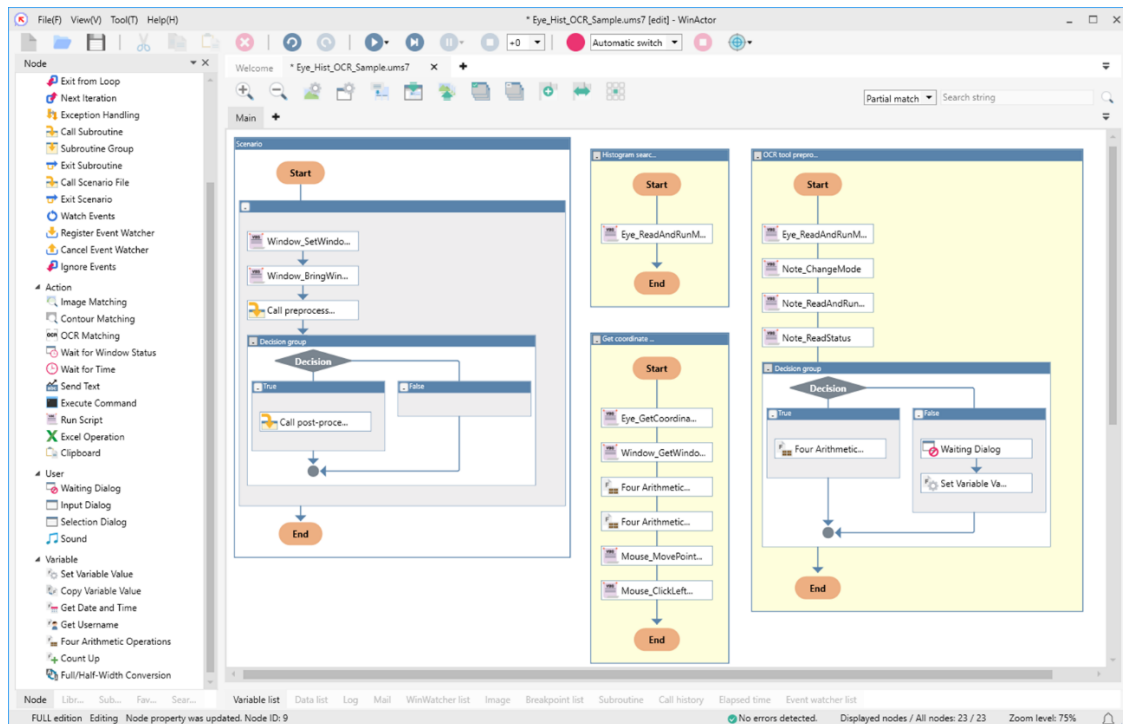 File(F) View(V) Tool(T) Help(H)
* Eye_Hist_OCR_Sample.ums7 [edit] - WinActor
+0
Automatic switch
Node
Exit from Loop
Next Iteration
Exception Handling
Call Subroutine
Subroutine Group
Exit Subroutine
Call Scenario File
Exit Scenario
Watch Events
Register Event Watcher
Cancel Event Watcher
Ignore Events
Action
Image Matching
Contour Matching
OCR Matching
Wait for Window Status
Wait for Time
Send Text
Execute Command
Run Script
Excel Operation
Clipboard
User
Waiting Dialog
Input Dialog
Selection Dialog
Sound
Variable
Set Variable Value
Copy Variable Value
Get Date and Time
Get Username
Four Arithmetic Operations
Count Up
Full/Half-Width Conversion
Node Libr... Sub... Fav... Sear...
Welcome * Eye_Hist_OCR_Sample.ums7
Partial match Search string
Main
Scenario
Start
Window_SetWindo...
Window_BringWin...
Call preprocess...
Decision group
Decision
True
False
Call post-proce...
End
Histogram searc...
Start
Eye_ReadAndRunM...
End
Get coordinate ...
Start
Eye_GetCoordina...
Window_GetWindo...
Four Arithmetic...
Four Arithmetic...
Mouse_MovePoint...
Mouse_ClickLeft...
End
OCR tool prepro...
Start
Eye_ReadAndRunM...
Note_ChangeMode
Note_ReadAndRun...
Note_ReadStatus
Decision group
Decision
True
False
Four Arithmetic...
Waiting Dialog
Set Variable Va...
End
Variable list Data list Log Mail WinWatcher list Image Breakpoint list Subroutine Call history Elapsed time Event watcher list
FULL edition Editing Node property was updated. Node ID: 9
No errors detected. Displayed nodes / All nodes: 23 / 23 Zoom level: 75%